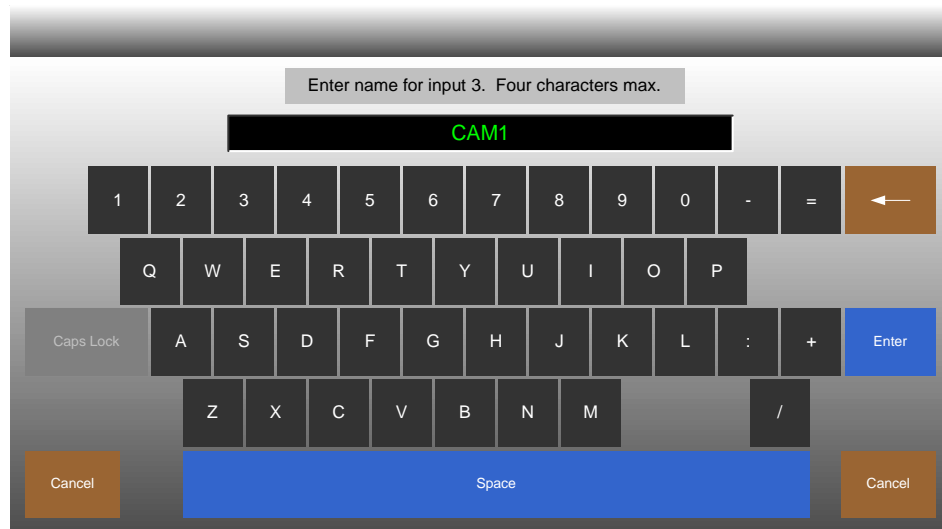 Enter name for input 3.  Four characters max.
CAM1
1 2 3 4 5 6 7 8 9 0 - =
Q W E R T Y U I O P
Caps Lock A S D F G H J K L : + Enter
Z X C V B N M /
Cancel Space Cancel